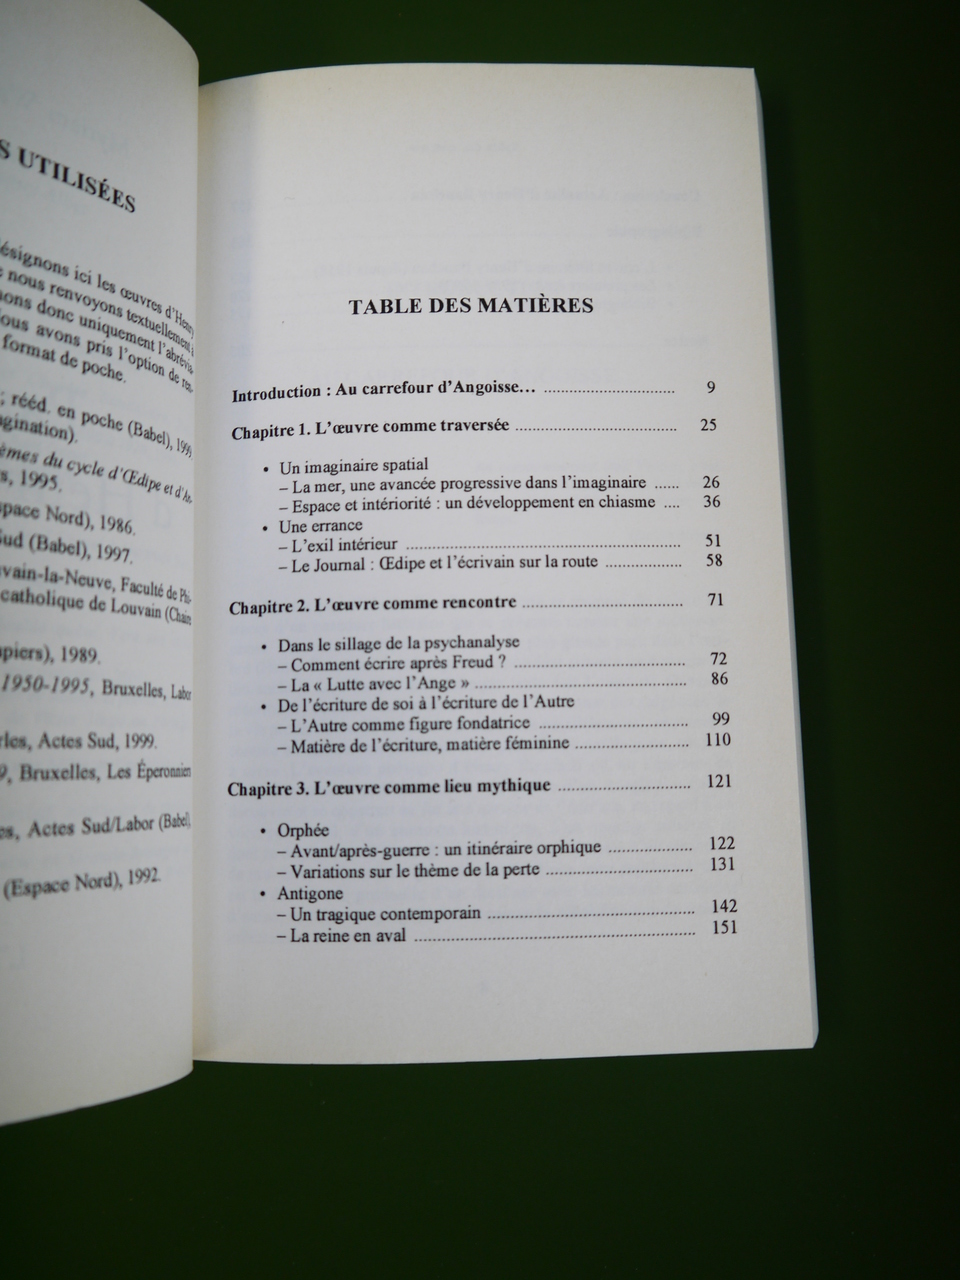 S UTILISÉES
ésignons ici les œuvres d'Henry
nous renvoyons textuellement à
ons donc uniquement l'abrévia-
ous avons pris l'option de ren-
format de poche.
; rééd. en poche (Babel), 1999
agination).
èmes du cycle d'Œdipe et d'An-
s, 1995.
pace Nord), 1986.
Sud (Babel), 1997.
vain-la-Neuve, Faculté de Phi-
catholique de Louvain (Chaire
piers), 1989.
1950-1995, Bruxelles, Labor
rles, Actes Sud, 1999.
9, Bruxelles, Les Éperonniers
es, Actes Sud/Labor (Babel),
(Espace Nord), 1992.
TABLE DES MATIÈRES
Introduction : Au carrefour d'Angoisse… ................................ 9
Chapitre 1. L'œuvre comme traversée ....................................... 25
• Un imaginaire spatial
– La mer, une avancée progressive dans l'imaginaire ...... 26
– Espace et intériorité : un développement en chiasme .... 36
• Une errance
– L'exil intérieur .................................................................. 51
– Le Journal : Œdipe et l'écrivain sur la route .................. 58
Chapitre 2. L'œuvre comme rencontre ....................................... 71
• Dans le sillage de la psychanalyse
– Comment écrire après Freud ? ......................................... 72
– La « Lutte avec l'Ange » .................................................... 86
• De l'écriture de soi à l'écriture de l'Autre
– L'Autre comme figure fondatrice .................................... 99
– Matière de l'écriture, matière féminine ........................... 110
Chapitre 3. L'œuvre comme lieu mythique ................................ 121
• Orphée
– Avant/après-guerre : un itinéraire orphique .................... 122
– Variations sur le thème de la perte ................................... 131
• Antigone
– Un tragique contemporain ................................................. 142
– La reine en aval .................................................................. 151